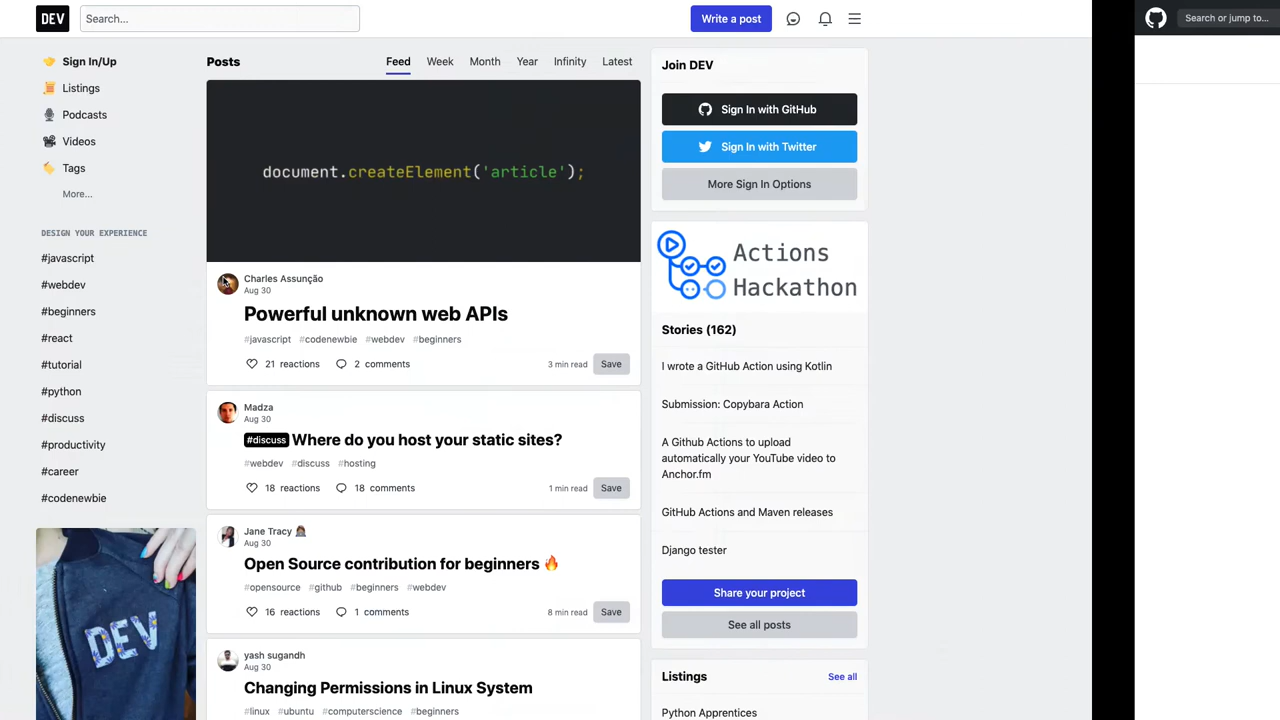 DEV
Search...
Write a post
Search or jump to...
Sign In/Up
Listings
Podcasts
Videos
Tags
More...
DESIGN YOUR EXPERIENCE
#javascript
#webdev
#beginners
#react
#tutorial
#python
#discuss
#productivity
#career
#codenewbie
DEV
Posts
Feed Week Month Year Infinity Latest
document.createElement('article');
Charles Assunção
Aug 30
Powerful unknown web APIs
#javascript #codenewbie #webdev #beginners
21 reactions 2 comments 3 min read Save
Madza
Aug 30
#discuss Where do you host your static sites?
#webdev #discuss #hosting
18 reactions 18 comments 1 min read Save
Jane Tracy
Aug 30
Open Source contribution for beginners 🔥
#opensource #github #beginners #webdev
16 reactions 1 comments 8 min read Save
yash sugandh
Aug 30
Changing Permissions in Linux System
#linux #ubuntu #computerscience #beginners
Join DEV
Sign In with GitHub
Sign In with Twitter
More Sign In Options
Actions
Hackathon
Stories (162)
I wrote a GitHub Action using Kotlin
Submission: Copybara Action
A Github Actions to upload
automatically your YouTube video to
Anchor.fm
GitHub Actions and Maven releases
Django tester
Share your project
See all posts
Listings See all
Python Apprentices